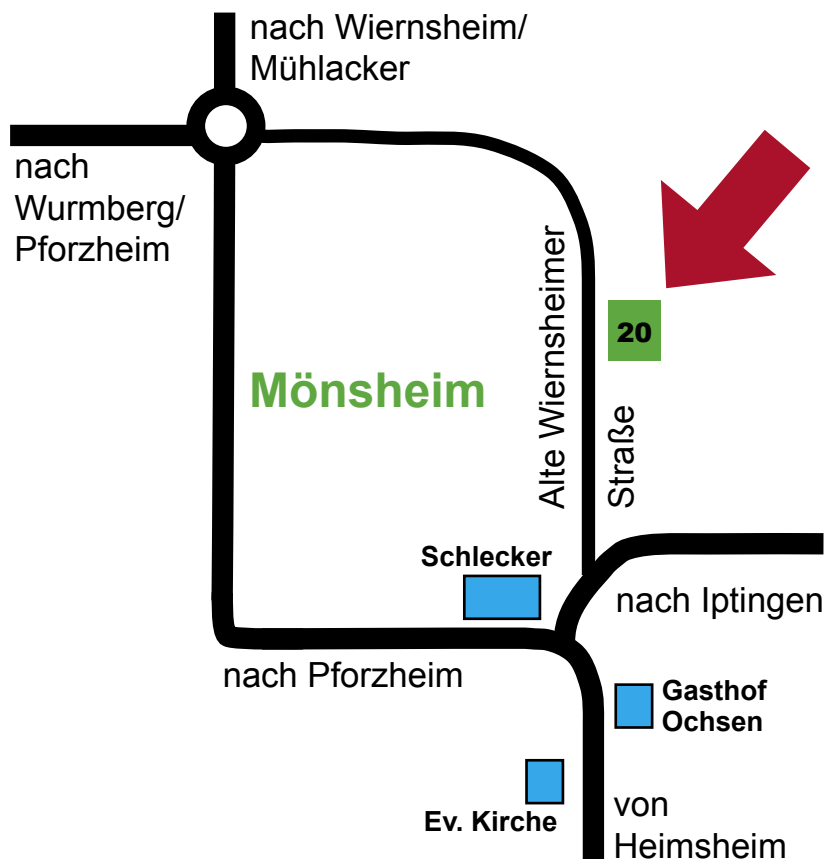 nach Wiernsheim/
Mühlacker
nach
Wurmberg/
Pforzheim
Alte Wiernsheimer
Straße
20
Mönsheim
Schlecker
nach Iptingen
nach Pforzheim
Gasthof
Ochsen
Ev. Kirche
von
Heimsheim